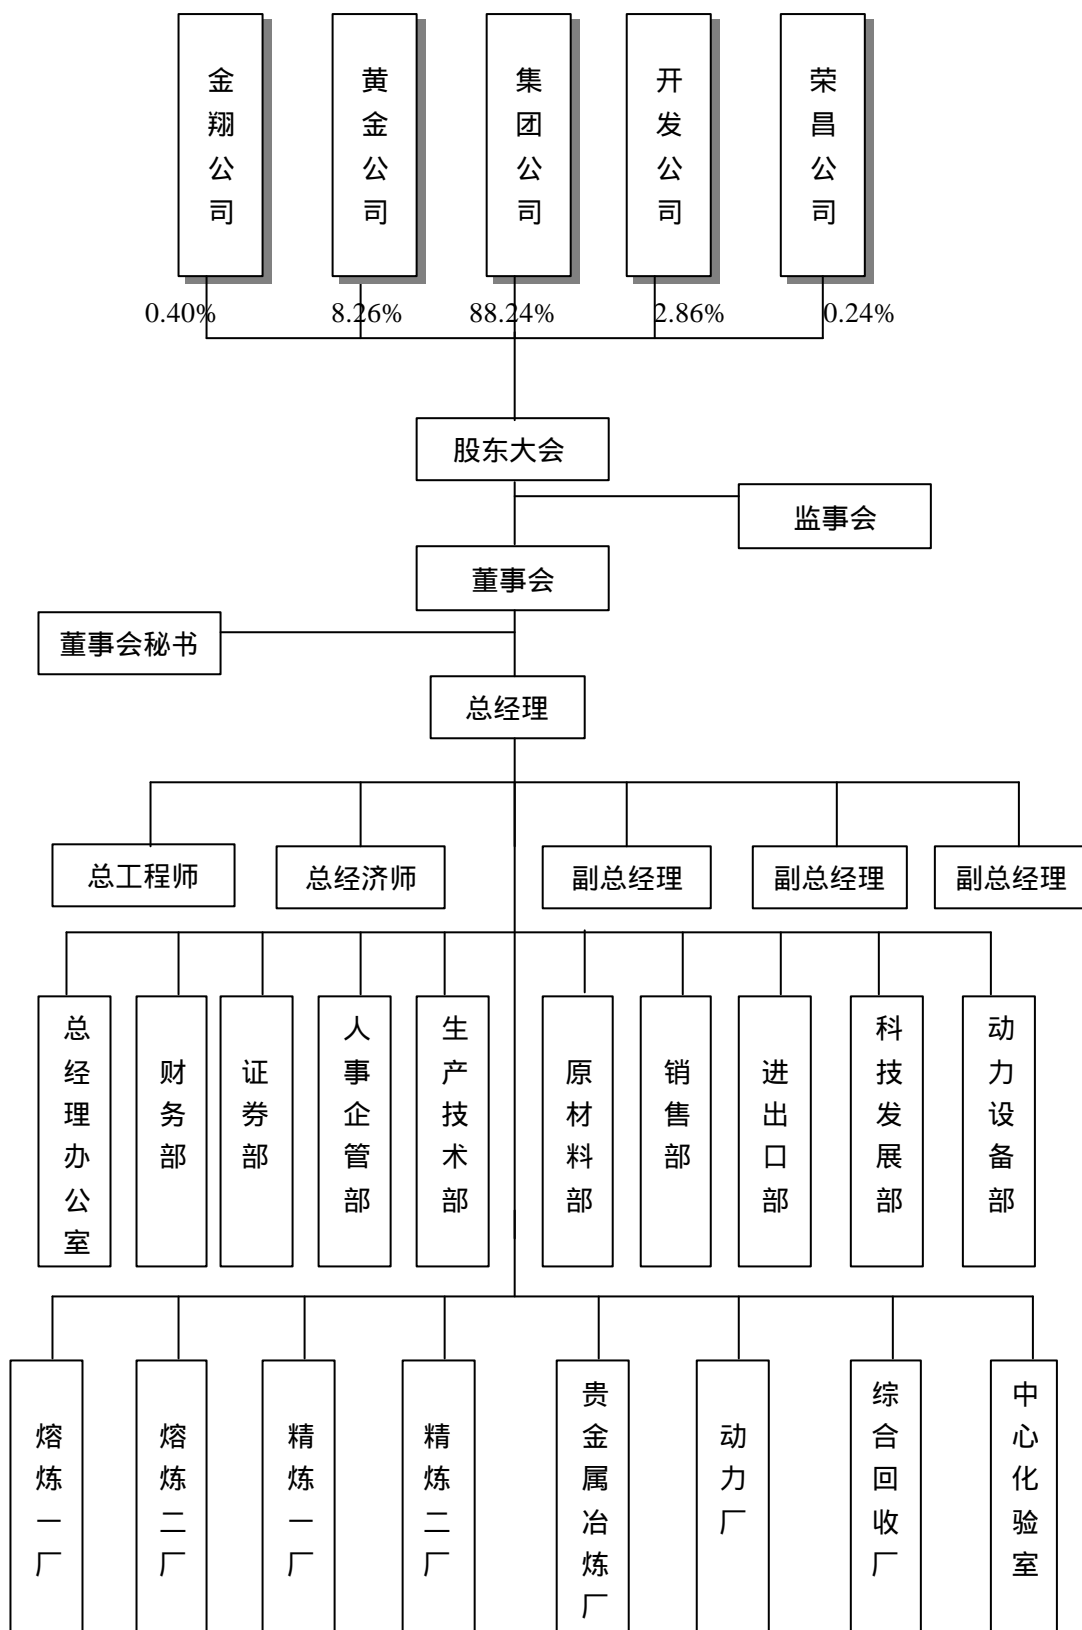 金翔公司
黄金公司
集团公司
开发公司
荣昌公司
0.40%
8.26%
88.24%
2.86%
0.24%
股东大会
监事会
董事会
董事会秘书
总经理
总工程师
总经济师
副总经理
副总经理
副总经理
总经理办公室
财务部
证券部
人事企管部
生产技术部
原材料部
销售部
进出口部
科技发展部
动力设备部
熔炼一厂
熔炼二厂
精炼一厂
精炼二厂
贵金属冶炼厂
动力厂
综合回收厂
中心化验室